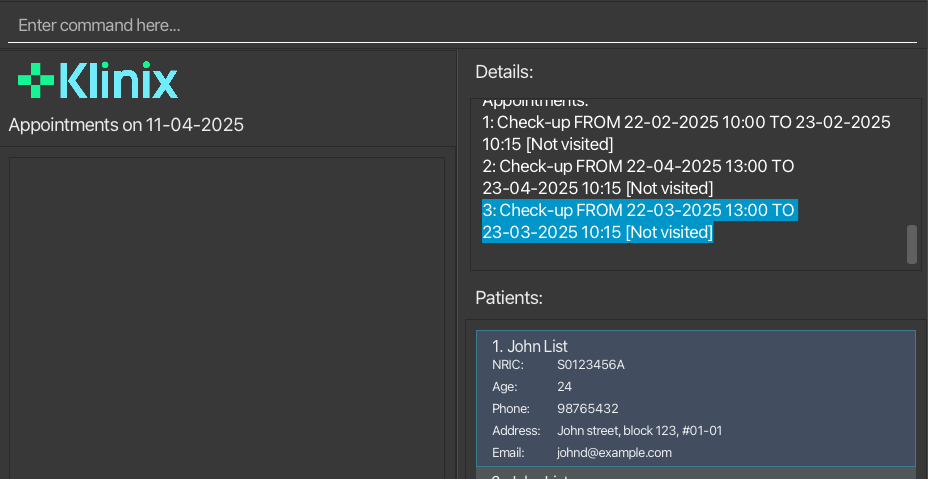 Enter command here...
Klinix
Appointments on 11-04-2025
Details:
Appointments:
1: Check-up FROM 22-02-2025 10:00 TO 23-02-2025
10:15 [Not visited]
2: Check-up FROM 22-04-2025 13:00 TO
23-04-2025 10:15 [Not visited]
3: Check-up FROM 22-03-2025 13:00 TO
23-03-2025 10:15 [Not visited]
Patients:
1. John List
NRIC: S0123456A
Age: 24
Phone: 98765432
Address: John street, block 123, #01-01
Email: johnd@example.com